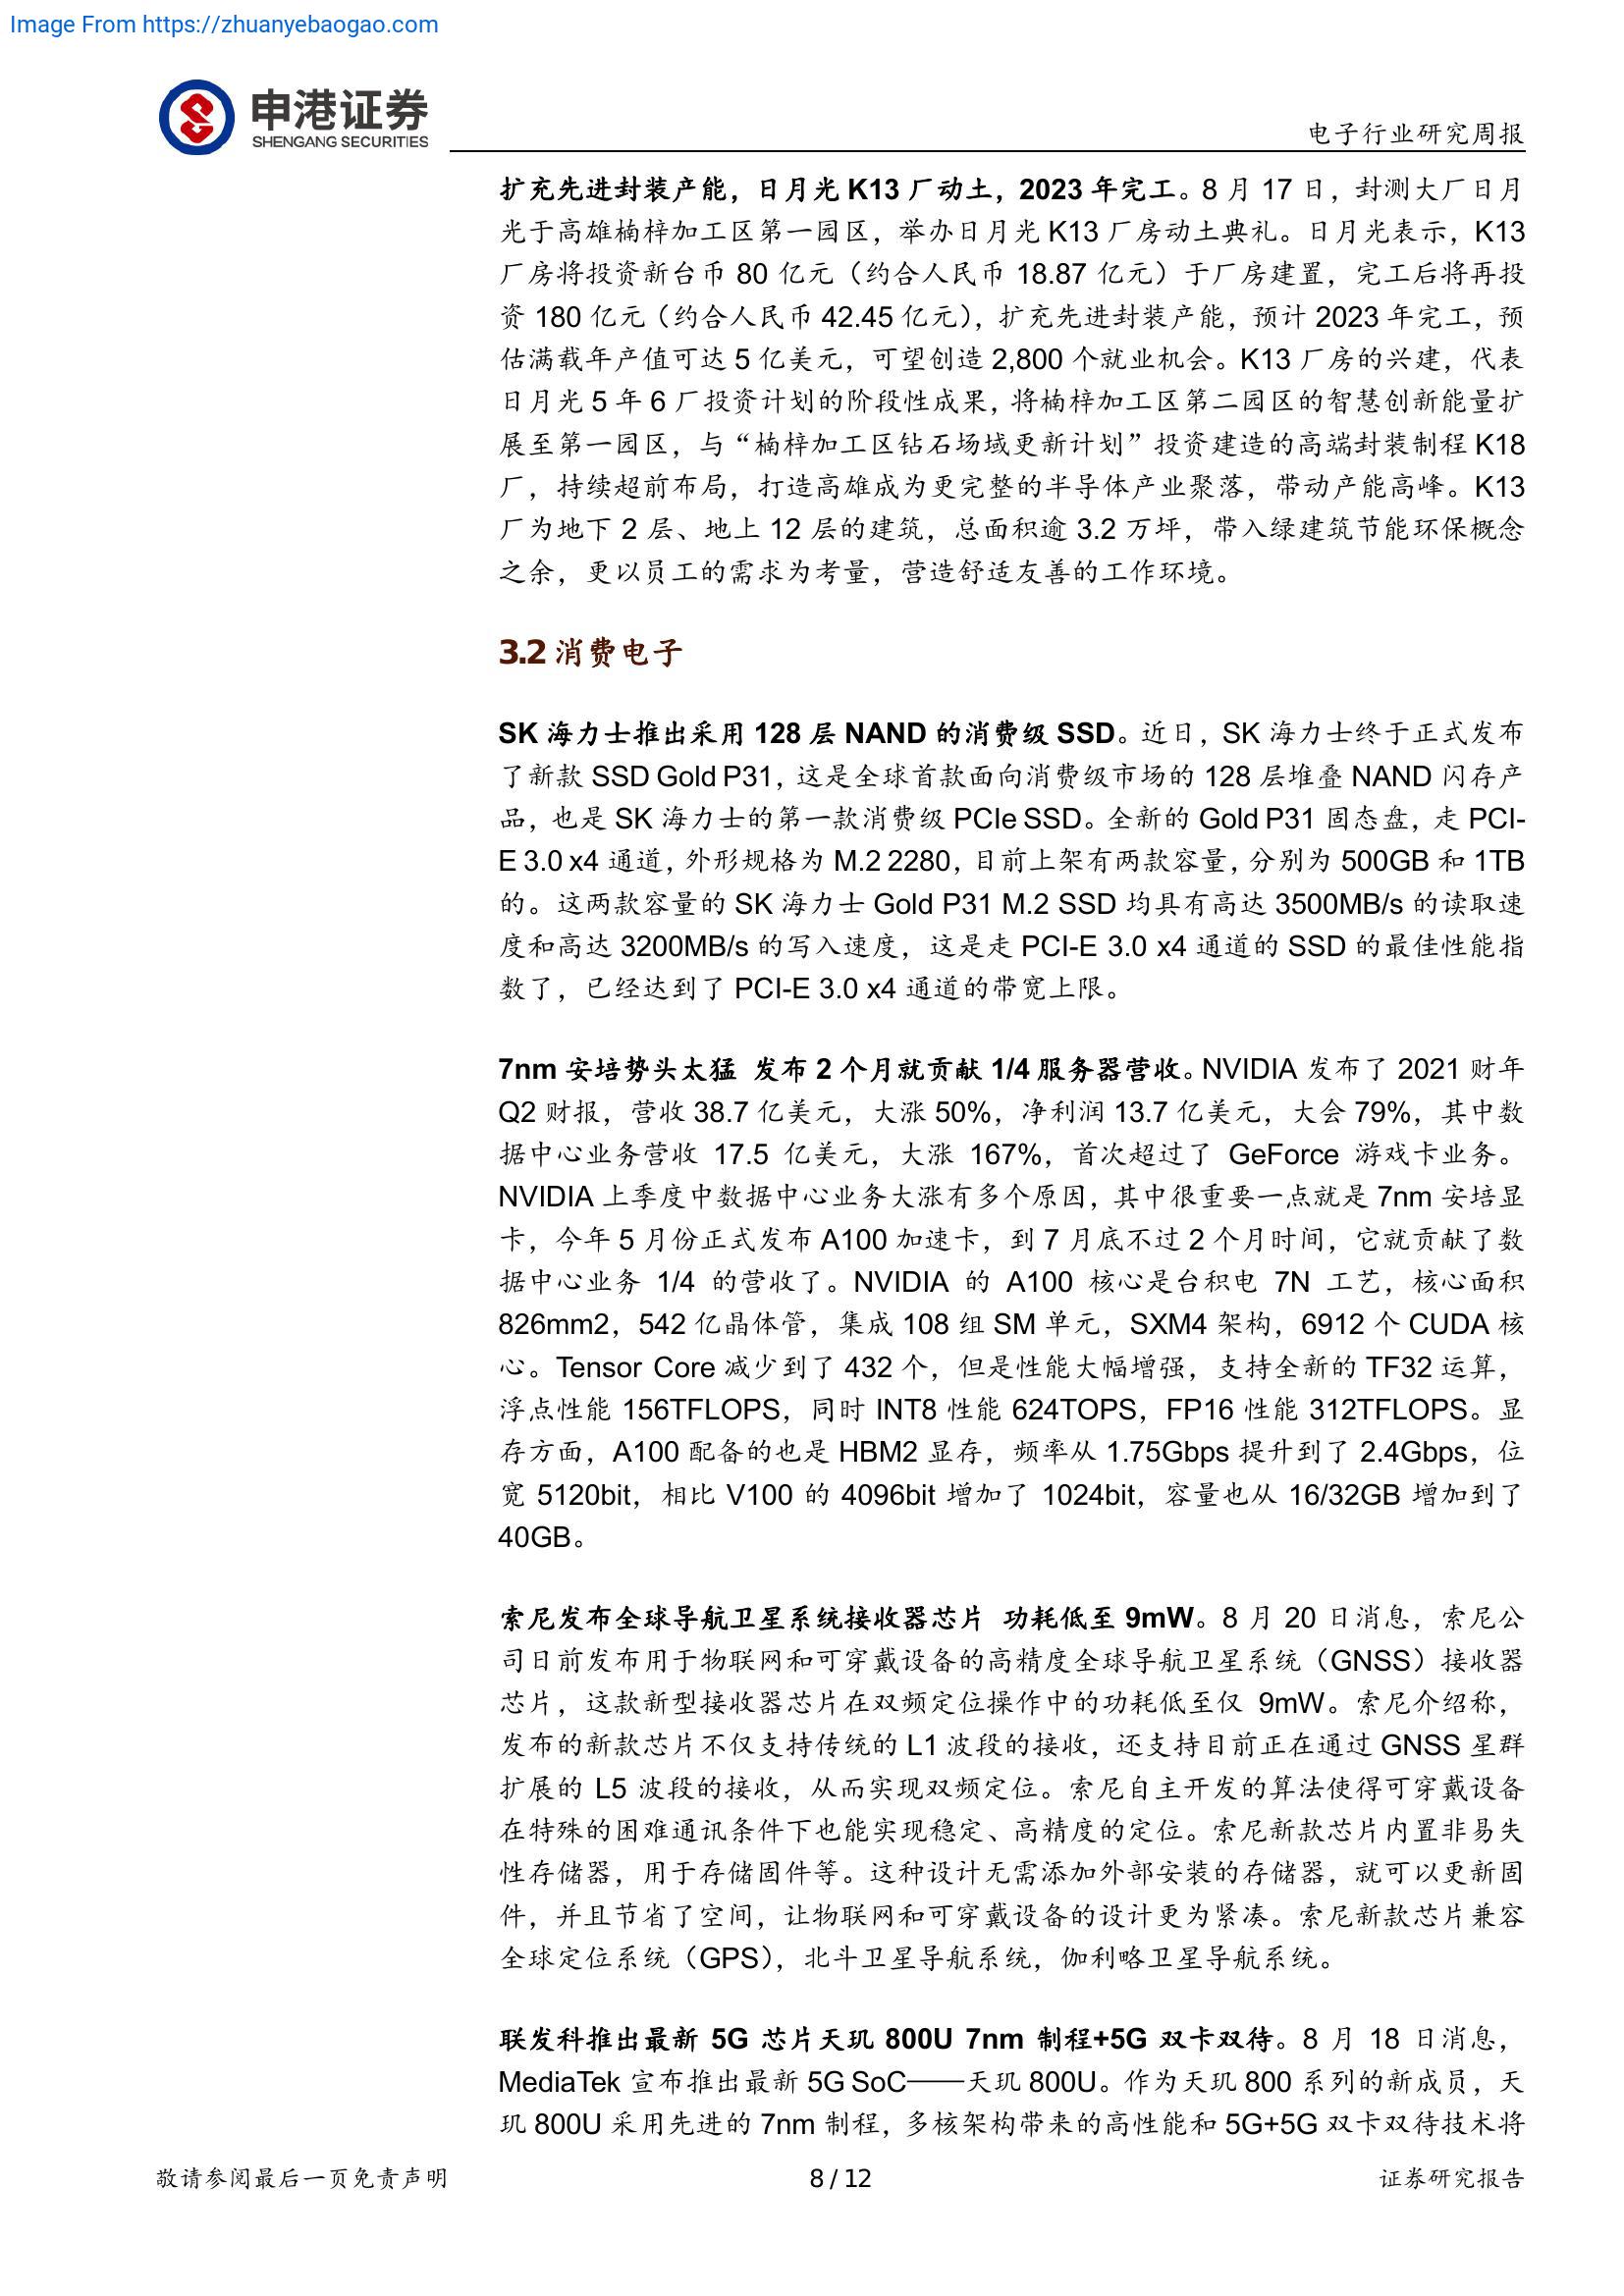 Image From https://zhuanyebaogao.com
申港证券
SHENGANG SECURITIES
电子行业研究周报
扩充先进封装产能，日月光 K13 厂动土，2023 年完工。8 月 17 日，封测大厂日月
光于高雄楠梓加工区第一园区，举办日月光 K13 厂房动土典礼。日月光表示，K13
厂房将投资新台币 80 亿元（约合人民币 18.87 亿元）于厂房建置，完工后将再投
资 180 亿元（约合人民币 42.45 亿元），扩充先进封装产能，预计 2023 年完工，预
估满载年产值可达 5 亿美元，可望创造 2,800 个就业机会。K13 厂房的兴建，代表
日月光 5 年 6 厂投资计划的阶段性成果，将楠梓加工区第二园区的智慧创新能量扩
展至第一园区，与“楠梓加工区钻石场域更新计划”投资建造的高端封装制程 K18
厂，持续超前布局，打造高雄成为更完整的半导体产业聚落，带动产能高峰。K13
厂为地下 2 层、地上 12 层的建筑，总面积逾 3.2 万坪，带入绿建筑节能环保概念
之余，更以员工的需求为考量，营造舒适友善的工作环境。
3.2 消费电子
SK 海力士推出采用 128 层 NAND 的消费级 SSD。近日，SK 海力士终于正式发布
了新款 SSD Gold P31，这是全球首款面向消费级市场的 128 层堆叠 NAND 闪存产
品，也是 SK 海力士的第一款消费级 PCIe SSD。全新的 Gold P31 固态盘，走 PCI-
E 3.0 x4 通道，外形规格为 M.2 2280，目前上架有两款容量，分别为 500GB 和 1TB
的。这两款容量的 SK 海力士 Gold P31 M.2 SSD 均具有高达 3500MB/s 的读取速
度和高达 3200MB/s 的写入速度，这是走 PCI-E 3.0 x4 通道的 SSD 的最佳性能指
数了，已经达到了 PCI-E 3.0 x4 通道的带宽上限。
7nm 安培势头太猛 发布 2 个月就贡献 1/4 服务器营收。NVIDIA 发布了 2021 财年
Q2 财报，营收 38.7 亿美元，大涨 50%，净利润 13.7 亿美元，大会 79%，其中数
据中心业务营收 17.5 亿美元，大涨 167%，首次超过了 GeForce 游戏卡业务。
NVIDIA 上季度中数据中心业务大涨有多个原因，其中很重要一点就是 7nm 安培显
卡，今年 5 月份正式发布 A100 加速卡，到 7 月底不过 2 个月时间，它就贡献了数
据中心业务 1/4 的营收了。NVIDIA 的 A100 核心是台积电 7N 工艺，核心面积
826mm2，542 亿晶体管，集成 108 组 SM 单元，SXM4 架构，6912 个 CUDA 核
心。Tensor Core 减少到了 432 个，但是性能大幅增强，支持全新的 TF32 运算，
浮点性能 156TFLOPS，同时 INT8 性能 624TOPS，FP16 性能 312TFLOPS。显
存方面，A100 配备的也是 HBM2 显存，频率从 1.75Gbps 提升到了 2.4Gbps，位
宽 5120bit，相比 V100 的 4096bit 增加了 1024bit，容量也从 16/32GB 增加到了
40GB。
索尼发布全球导航卫星系统接收器芯片 功耗低至 9mW。8 月 20 日消息，索尼公
司日前发布用于物联网和可穿戴设备的高精度全球导航卫星系统（GNSS）接收器
芯片，这款新型接收器芯片在双频定位操作中的功耗低至仅 9mW。索尼介绍称，
发布的新款芯片不仅支持传统的 L1 波段的接收，还支持目前正在通过 GNSS 星群
扩展的 L5 波段的接收，从而实现双频定位。索尼自主开发的算法使得可穿戴设备
在特殊的困难通讯条件下也能实现稳定、高精度的定位。索尼新款芯片内置非易失
性存储器，用于存储固件等。这种设计无需添加外部安装的存储器，就可以更新固
件，并且节省了空间，让物联网和可穿戴设备的设计更为紧凑。索尼新款芯片兼容
全球定位系统（GPS），北斗卫星导航系统，伽利略卫星导航系统。
联发科推出最新 5G 芯片天玑 800U 7nm 制程+5G 双卡双待。8 月 18 日消息，
MediaTek 宣布推出最新 5G SoC——天玑 800U。作为天玑 800 系列的新成员，天
玑 800U 采用先进的 7nm 制程，多核架构带来的高性能和 5G+5G 双卡双待技术将
敬请参阅最后一页免责声明
8 / 12
证券研究报告